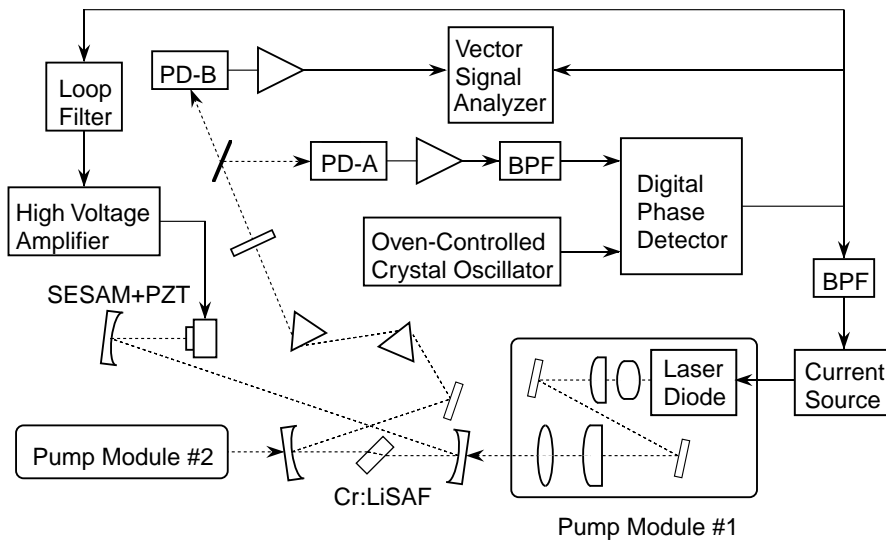 PD-B
Vector
Signal
Analyzer
Loop
Filter
PD-A
BPF
Digital
Phase
Detector
High Voltage
Amplifier
Oven-Controlled
Crystal Oscillator
BPF
SESAM+PZT
Laser
Diode
Current
Source
Pump Module #2
Cr:LiSAF
Pump Module #1